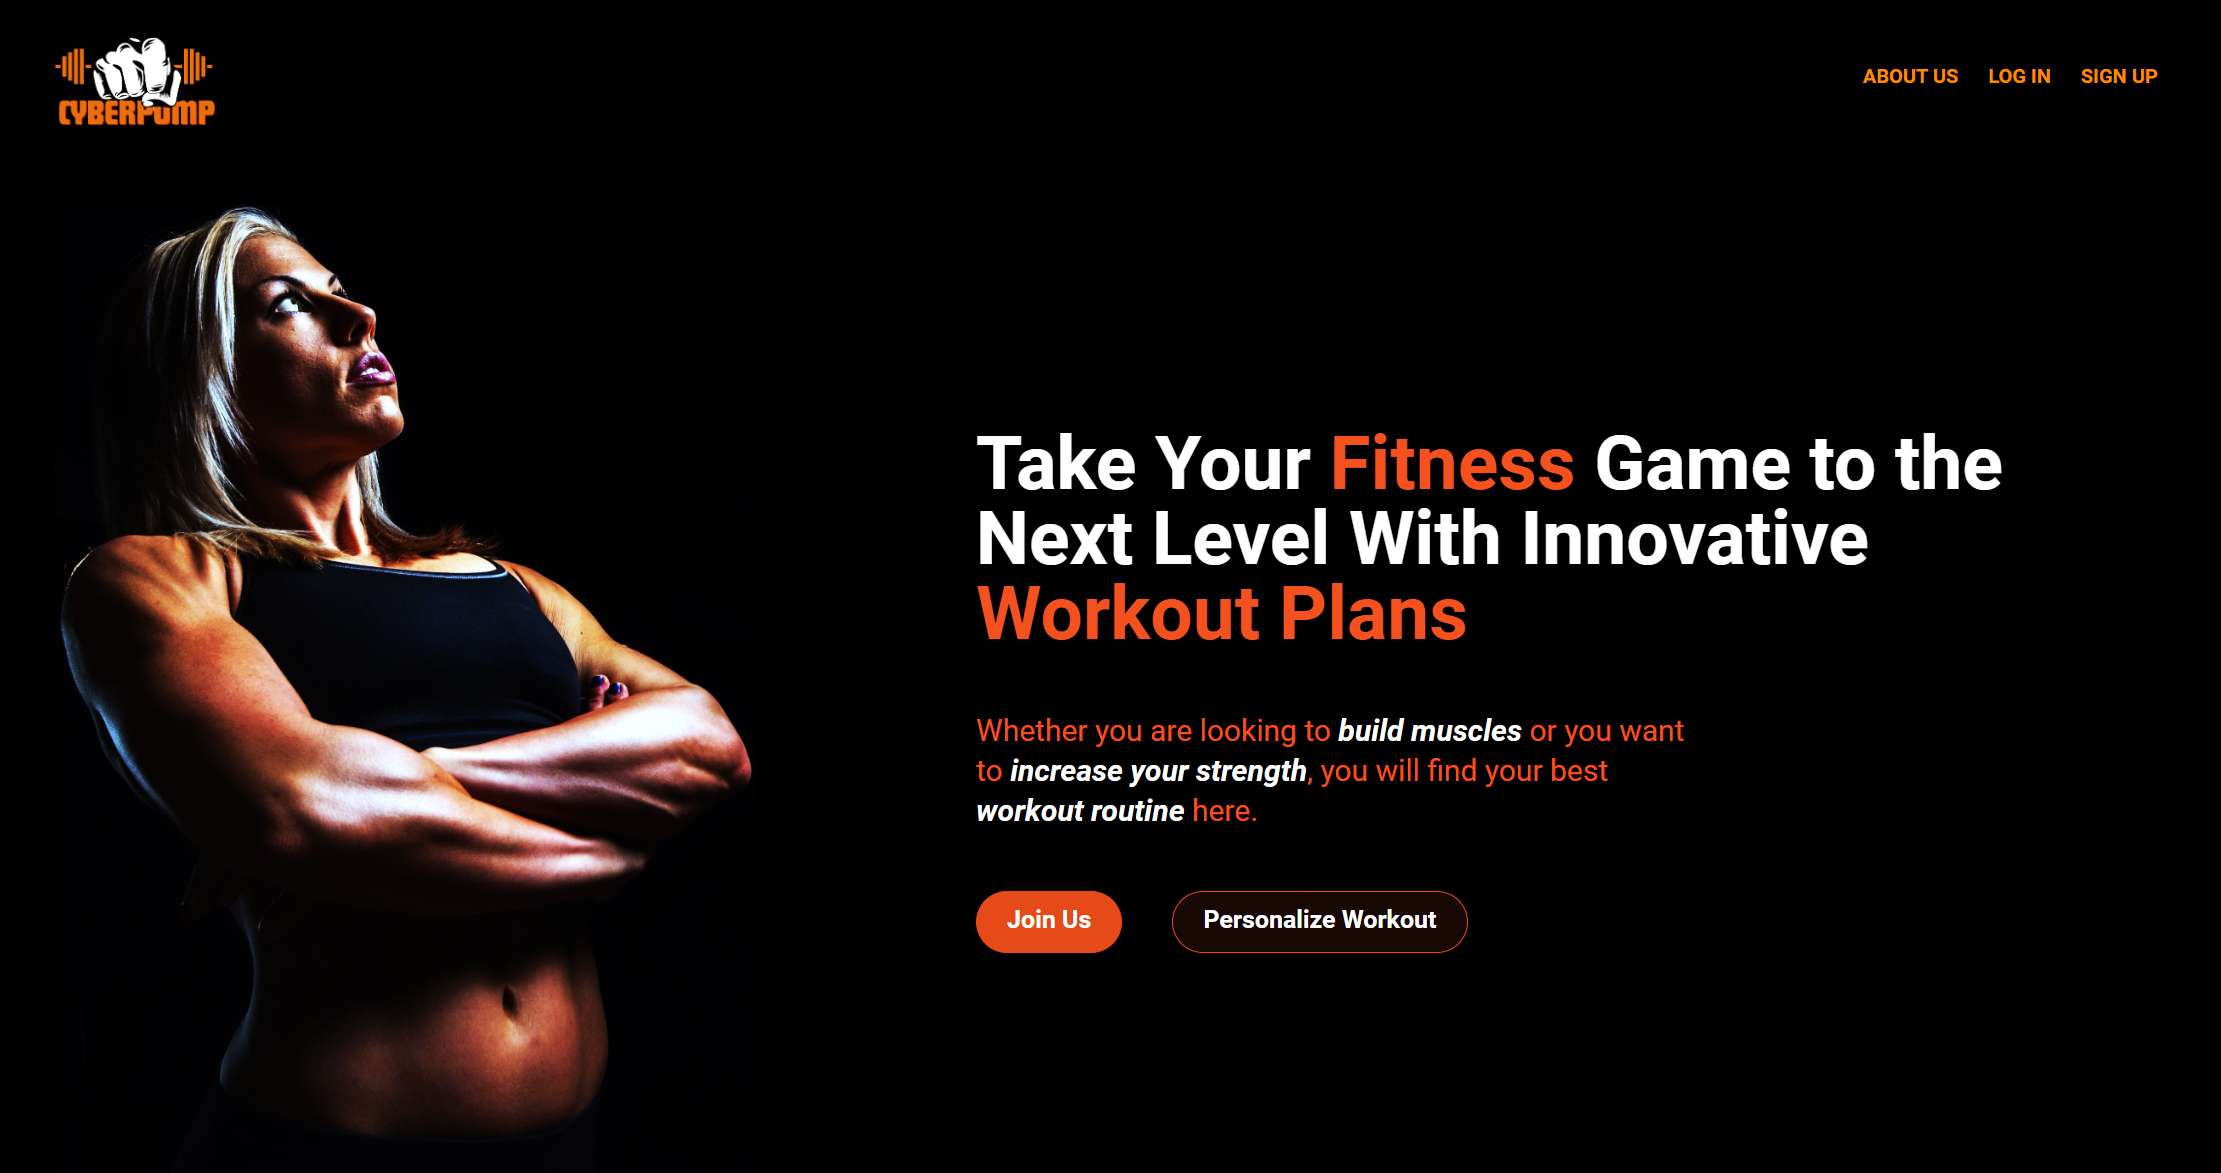 CYBERPUMP
ABOUT US LOG IN SIGN UP
Take Your Fitness Game to the
Next Level With Innovative
Workout Plans
Whether you are looking to build muscles or you want
to increase your strength, you will find your best
workout routine here.
Join Us Personalize Workout